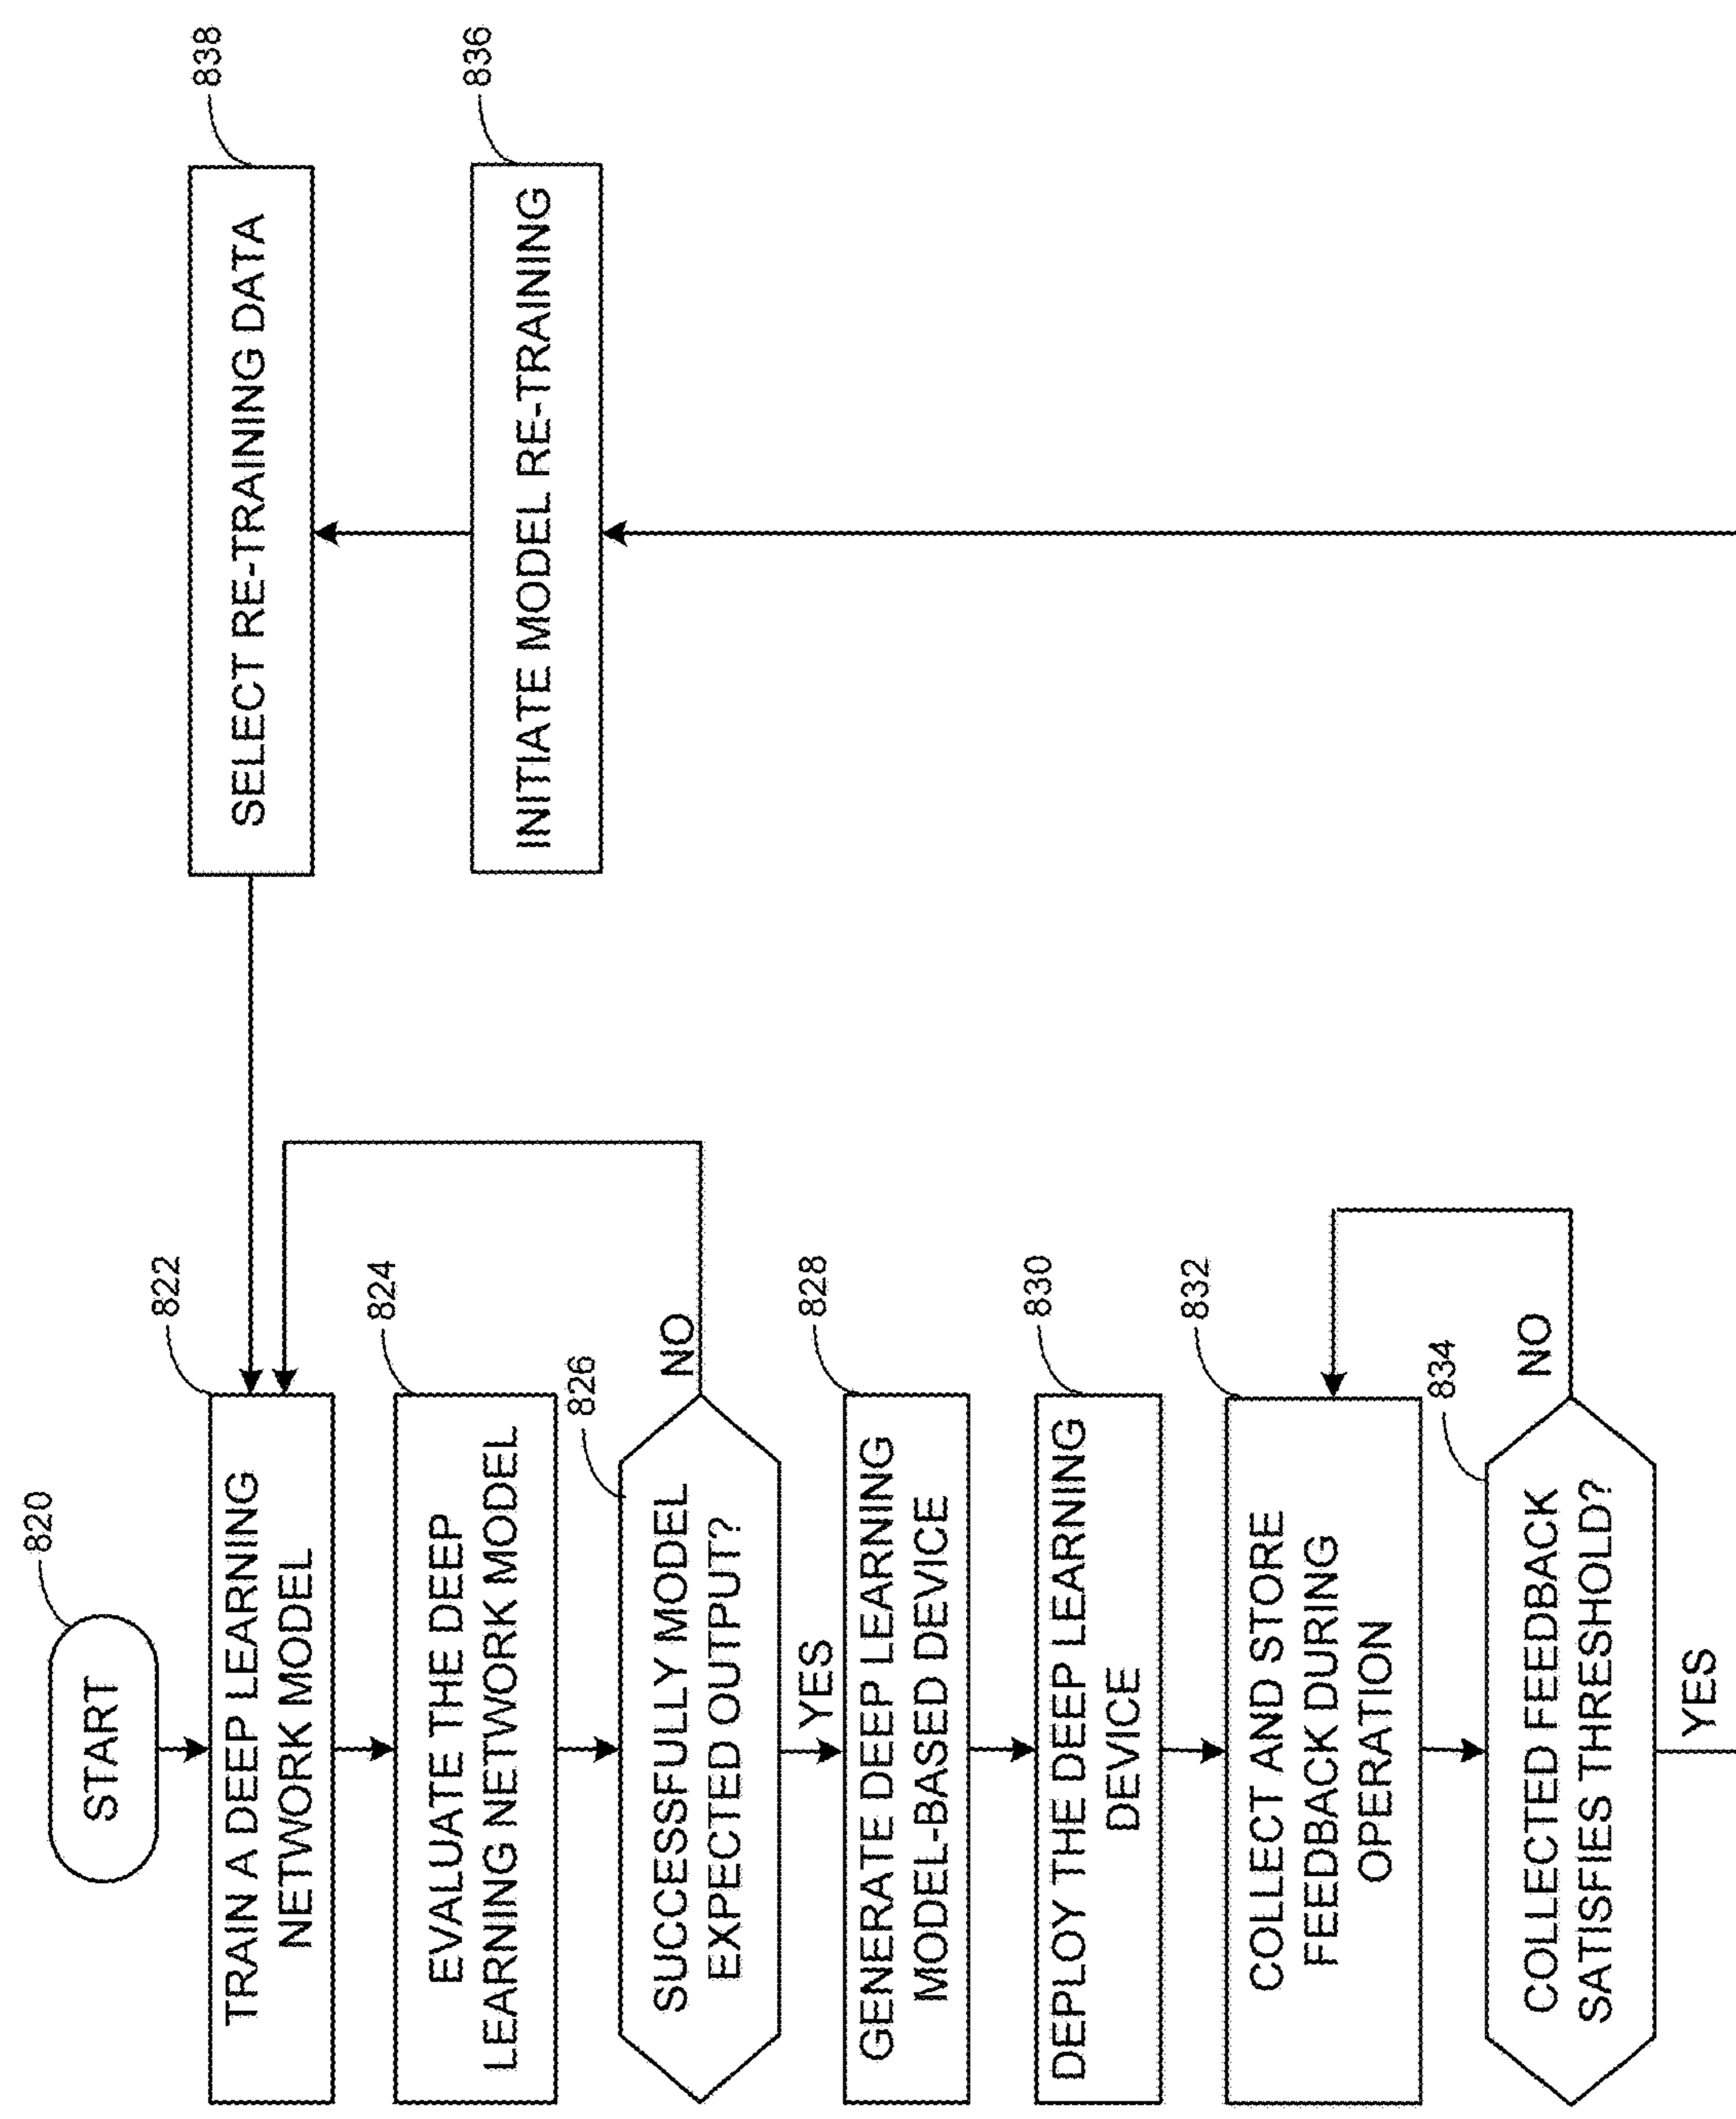 820
START
822
TRAIN A DEEP LEARNING
NETWORK MODEL
824
EVALUATE THE DEEP
LEARNING NETWORK MODEL
826
SUCCESSFULLY MODEL
EXPECTED OUTPUT?
NO
YES
828
GENERATE DEEP LEARNING
MODEL-BASED DEVICE
830
DEPLOY THE DEEP LEARNING
DEVICE
832
COLLECT AND STORE
FEEDBACK DURING
OPERATION
834
COLLECTED FEEDBACK
SATISFIES THRESHOLD?
NO
YES
838
SELECT RE-TRAINING DATA
836
INITIATE MODEL RE-TRAINING